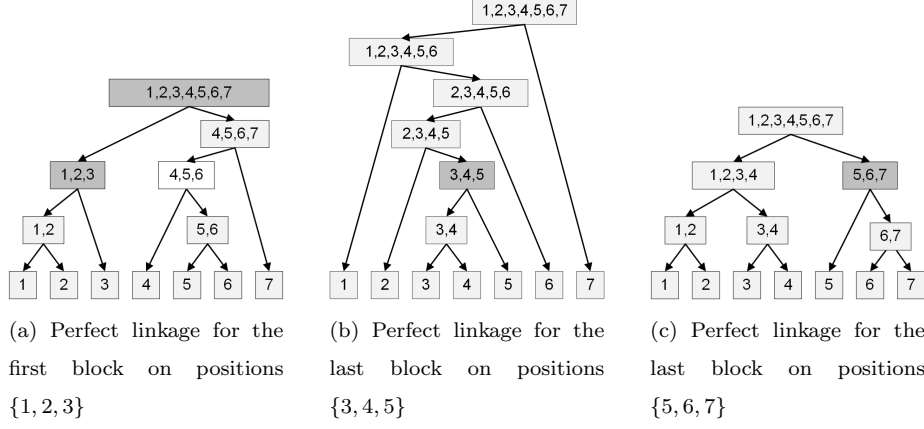 1,2,3,4,5,6,7
4,5,6,7
1,2,3
4,5,6
1,2
5,6
1 2 3 4 5 6 7
(a) Perfect linkage for the
first block on positions
{1, 2, 3}
1,2,3,4,5,6,7
1,2,3,4,5,6
2,3,4,5,6
2,3,4,5
3,4,5
3,4
1 2 3 4 5 6 7
(b) Perfect linkage for the
last block on positions
{3, 4, 5}
1,2,3,4,5,6,7
1,2,3,4 5,6,7
1,2 3,4 6,7
1 2 3 4 5 6 7
(c) Perfect linkage for the
last block on positions
{5, 6, 7}